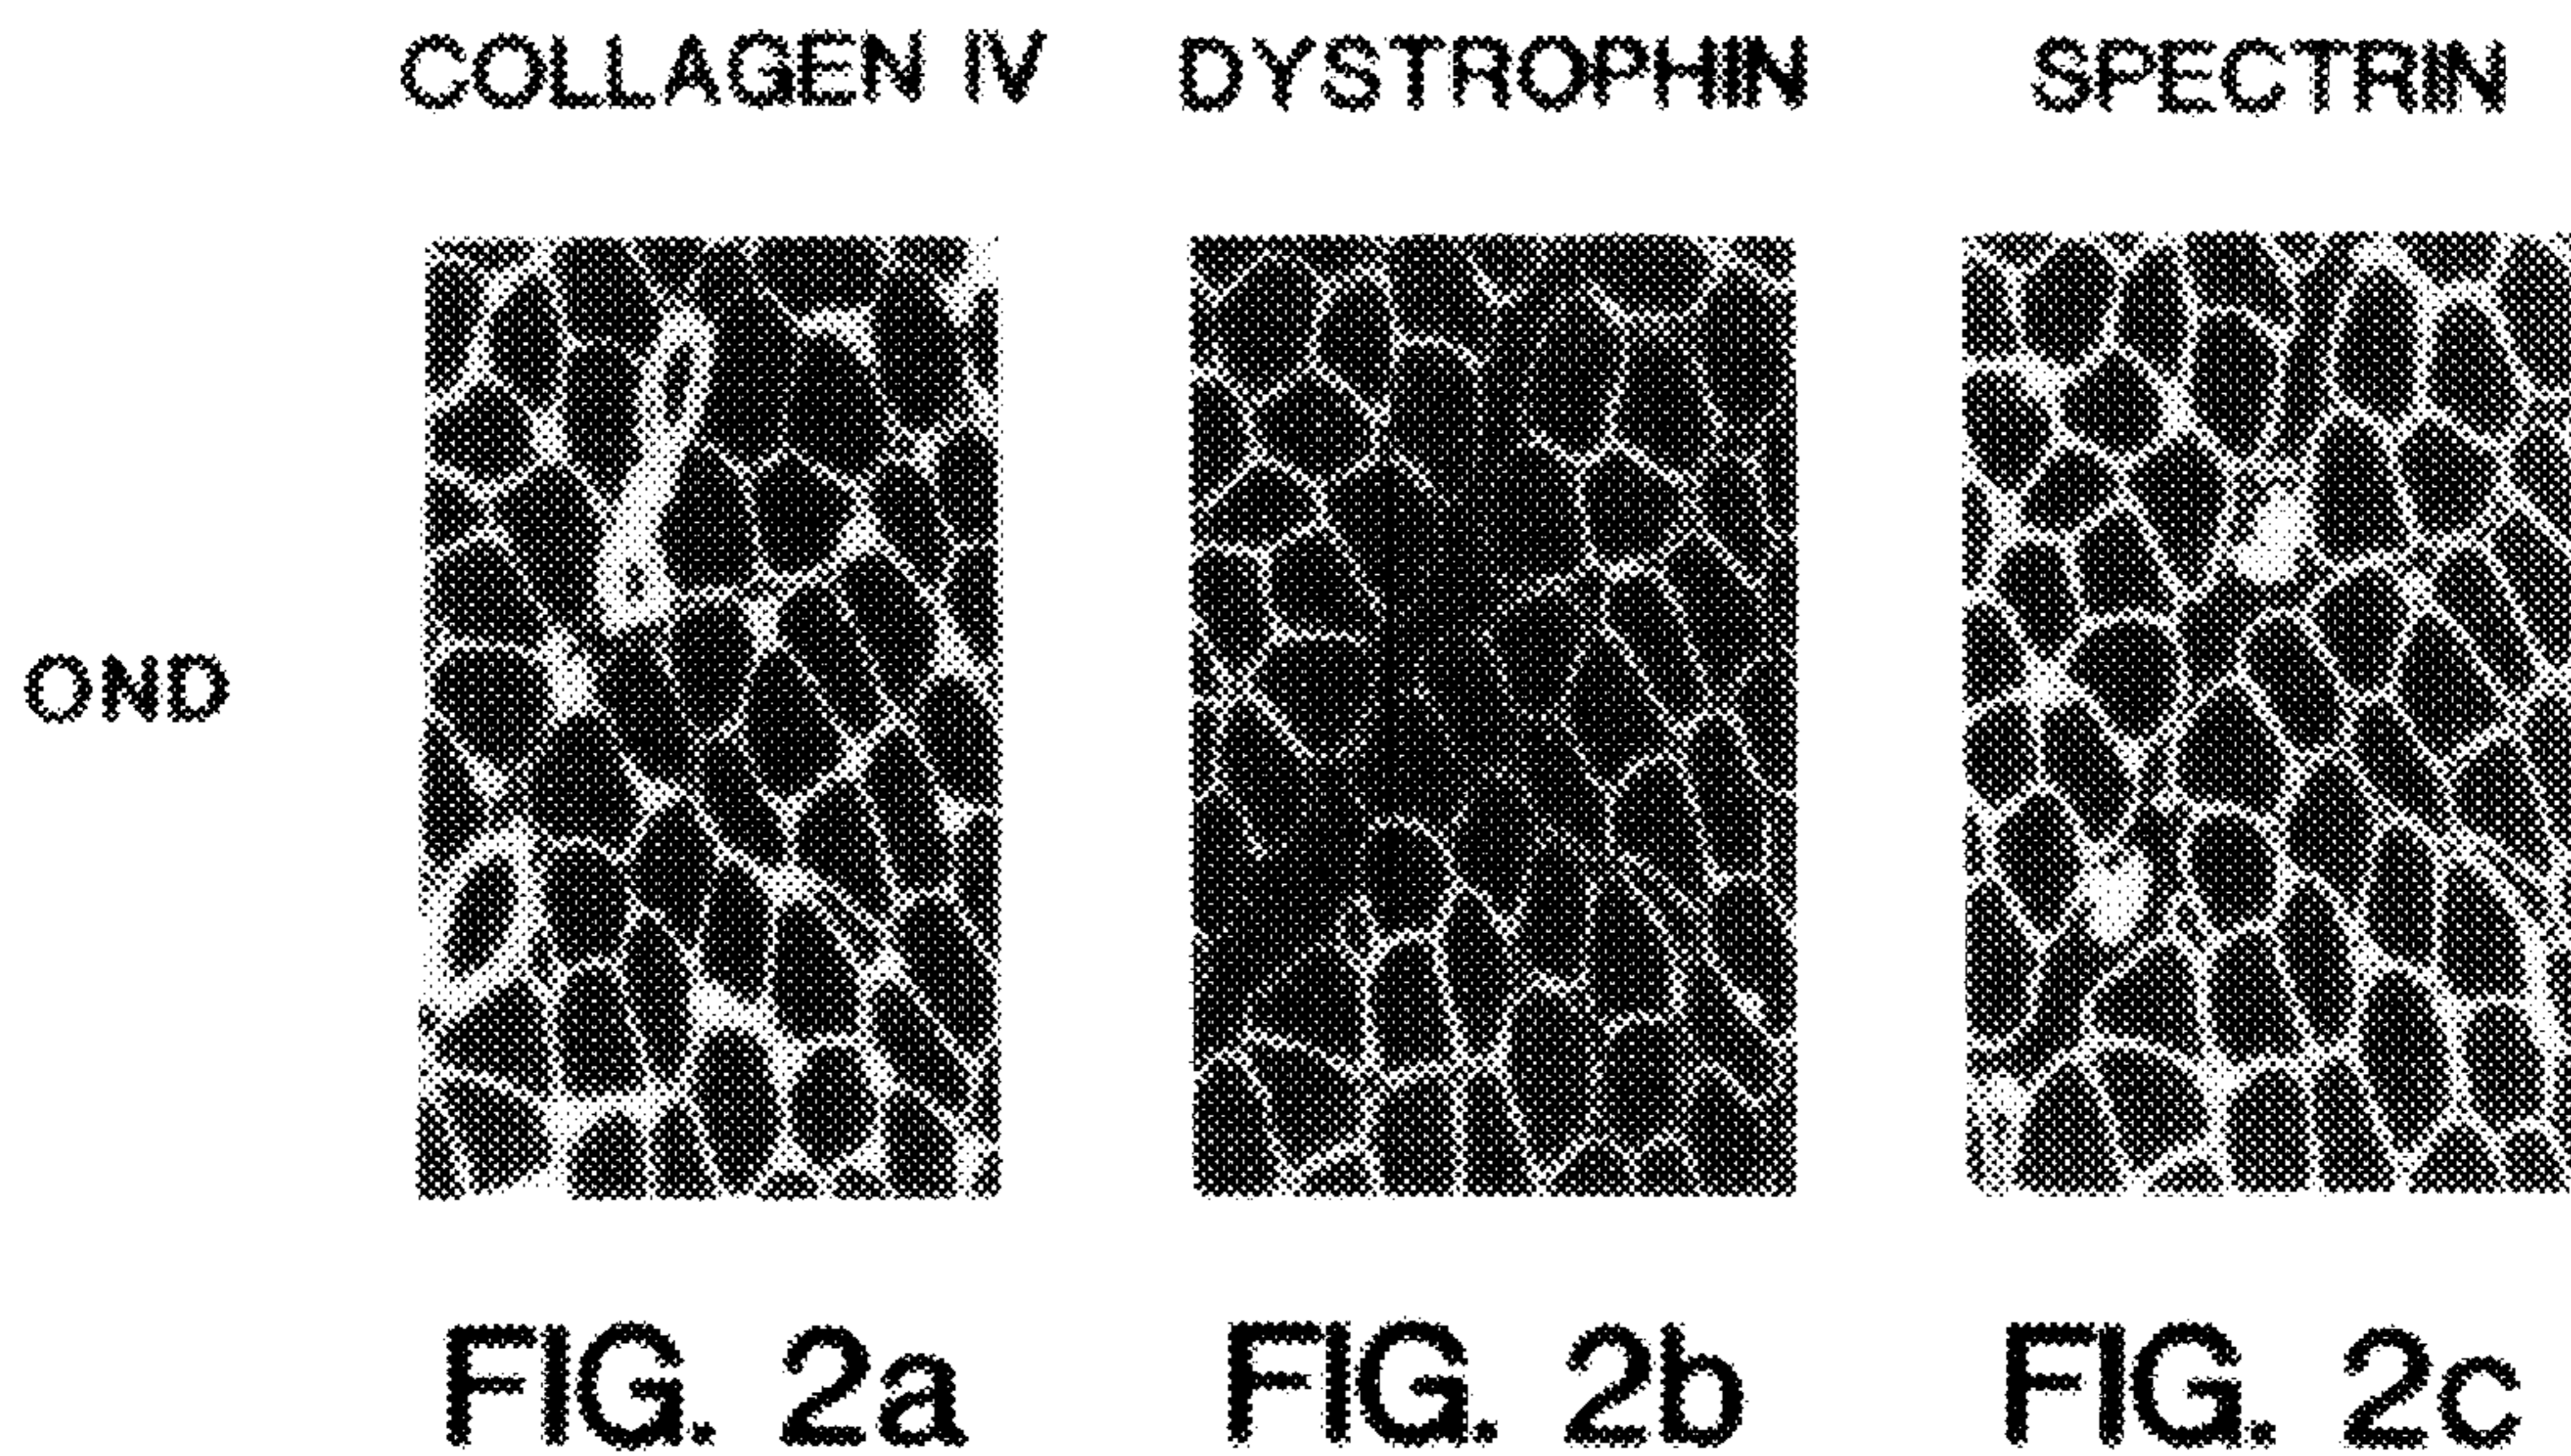 COLLAGEN IV DYSTROPHIN SPECTRIN
OND
FIG. 2a FIG. 2b FIG. 2c